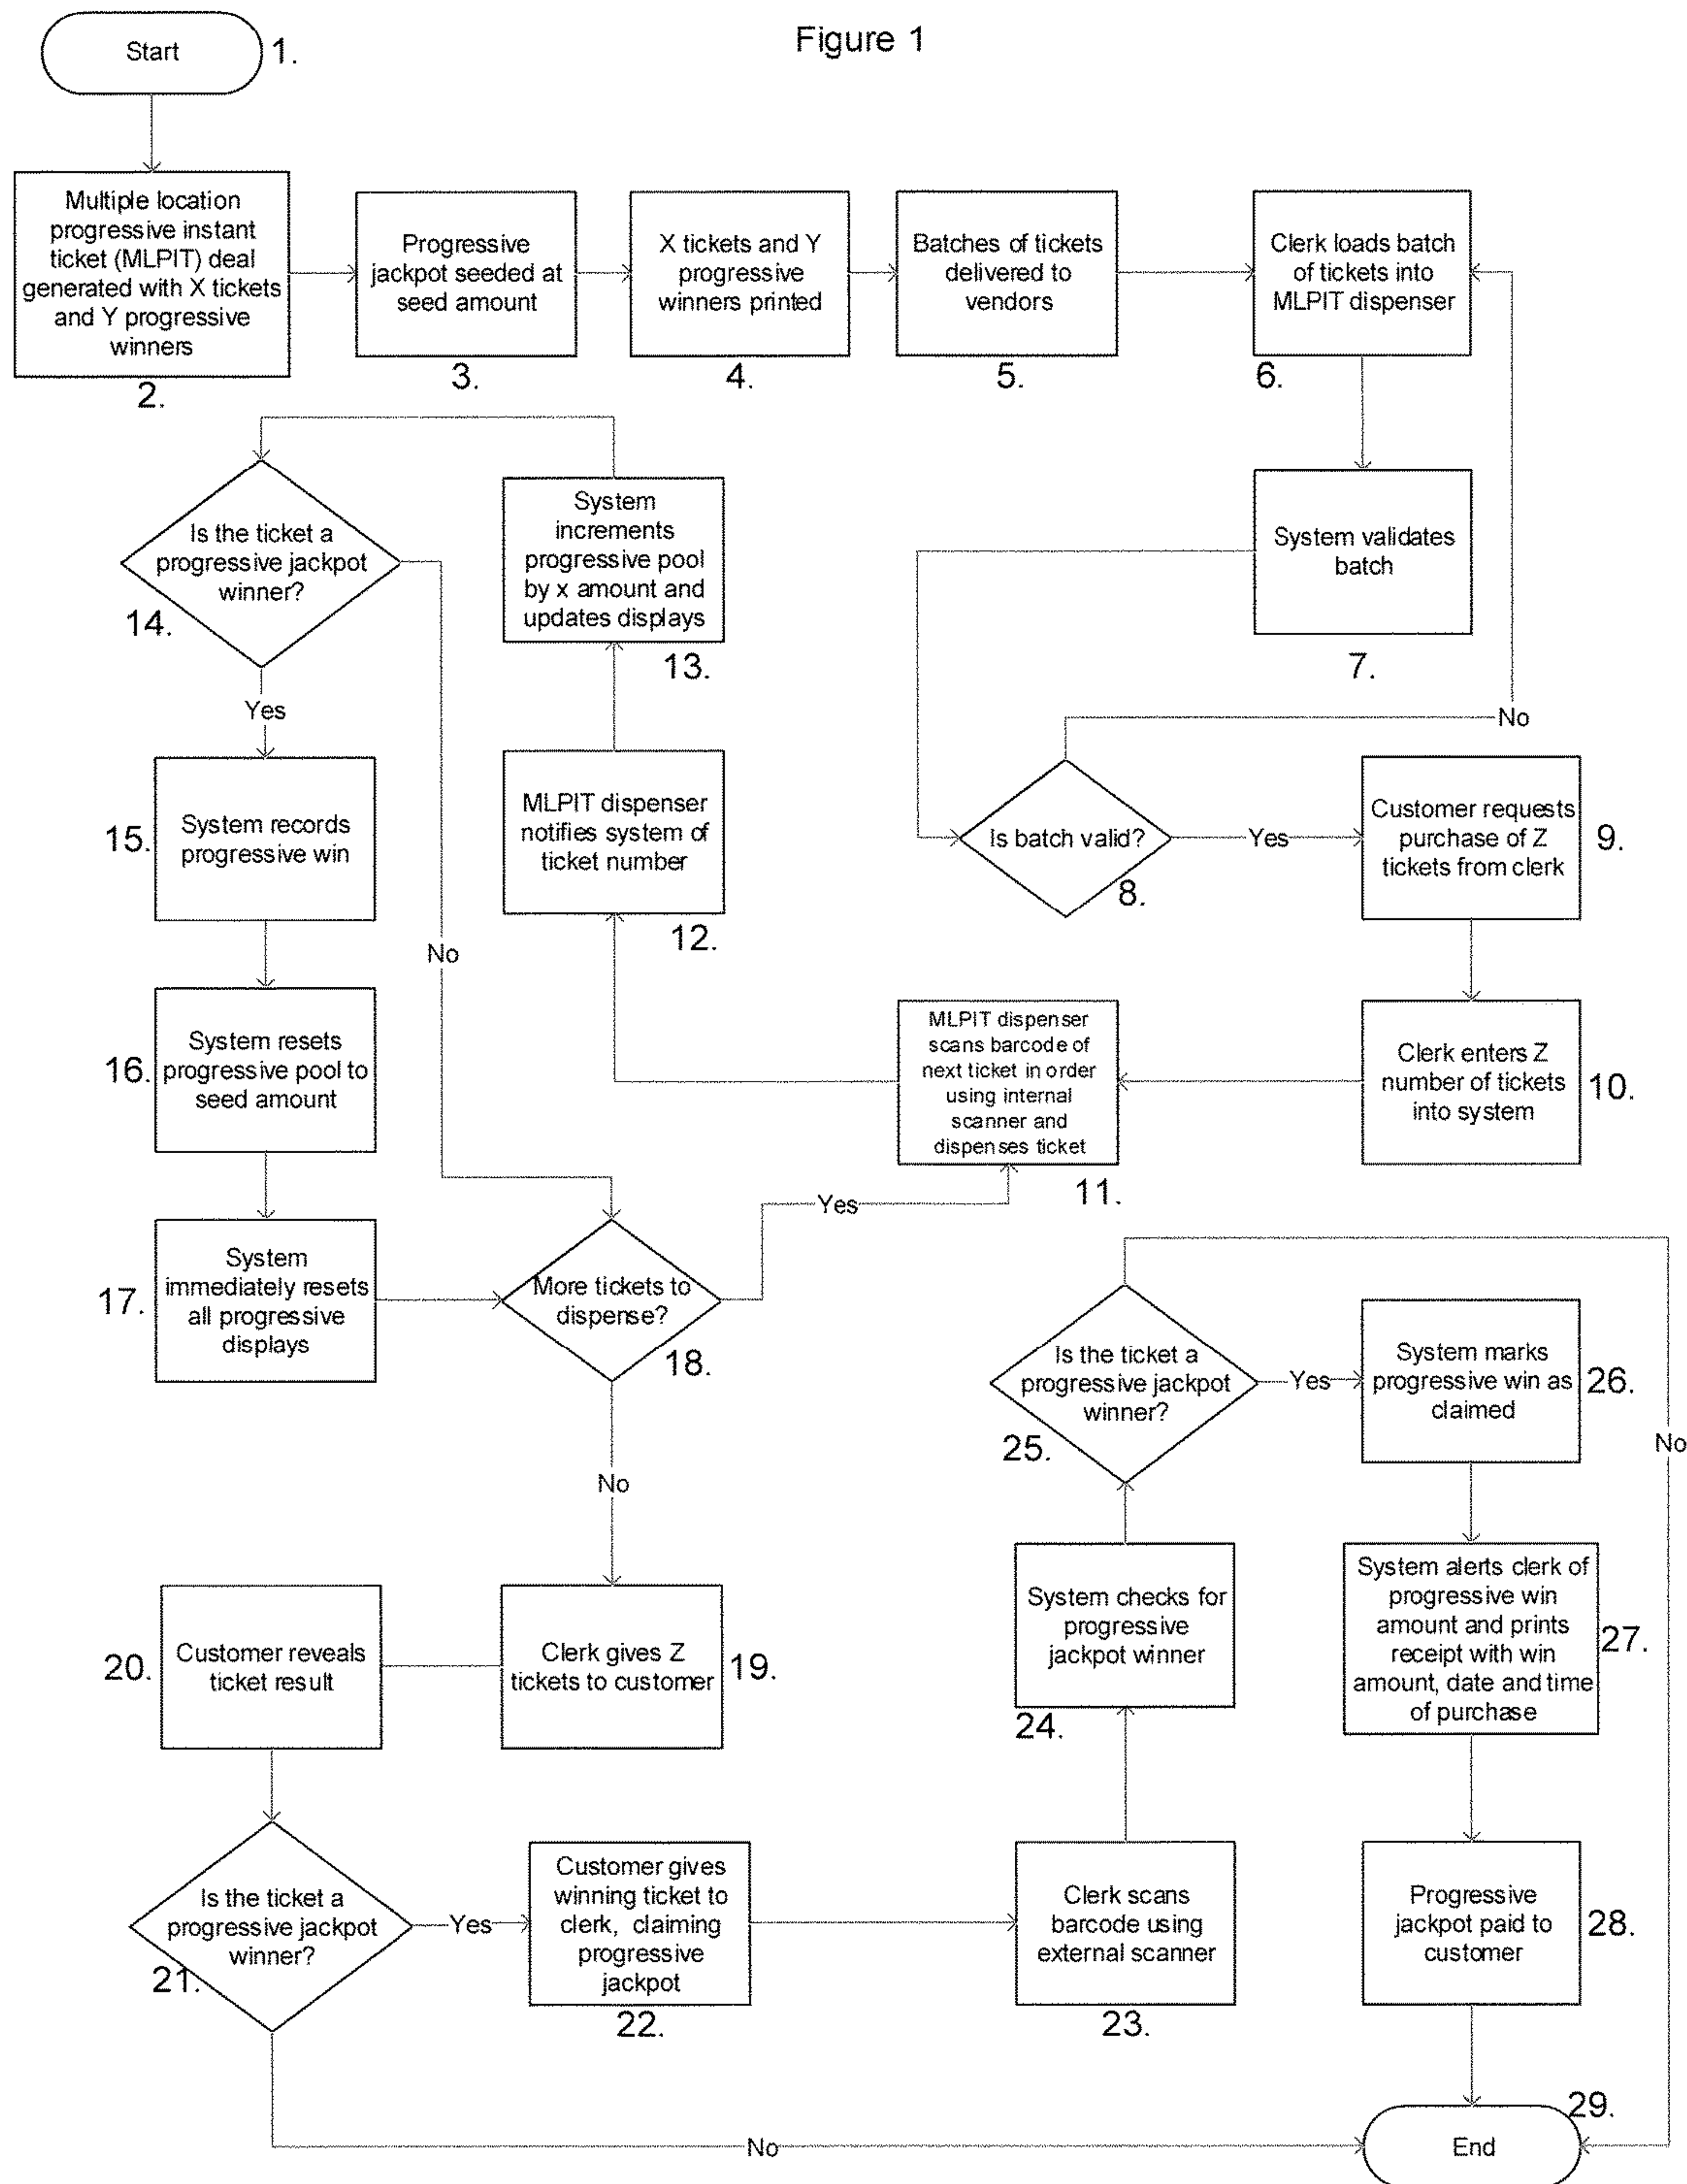 Figure 1
Start
1.
Multiple location
progressive instant
ticket (MLPIT) deal
generated with X tickets
and Y progressive
winners
2.
Progressive
jackpot seeded at
seed amount
3.
X tickets and Y
progressive
winners printed
4.
Batches of tickets
delivered to
vendors
5.
Clerk loads batch
of tickets into
MLPIT dispenser
6.
System validates
batch
7.
Is batch valid?
8.
No
Yes
Customer requests
purchase of Z
tickets from clerk
9.
Clerk enters Z
number of tickets
into system
10.
MLPIT dispenser
scans barcode of
next ticket in order
using internal
scanner and
dispenses ticket
11.
MLPIT dispenser
notifies system of
ticket number
12.
System
increments
progressive pool
by x amount and
updates displays
13.
Is the ticket a
progressive jackpot
winner?
14.
Yes
No
System records
progressive win
15.
System resets
progressive pool to
seed amount
16.
System
immediately resets
all progressive
displays
17.
More tickets to
dispense?
18.
Yes
No
Clerk gives Z
tickets to customer
19.
Customer reveals
ticket result
20.
Is the ticket a
progressive jackpot
winner?
21.
Yes
No
Customer gives
winning ticket to
clerk, claiming
progressive
jackpot
22.
Clerk scans
barcode using
external scanner
23.
System checks for
progressive
jackpot winner
24.
Is the ticket a
progressive jackpot
winner?
25.
Yes
No
System marks
progressive win as
claimed
26.
System alerts clerk of
progressive win
amount and prints
receipt with win
amount, date and time
of purchase
27.
Progressive
jackpot paid to
customer
28.
End
29.